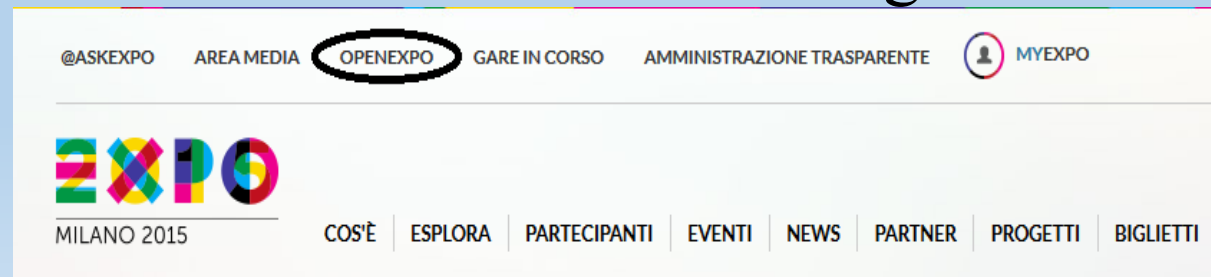 @ASKEXPO AREA MEDIA OPENEXPO GARE IN CORSO AMMINISTRAZIONE TRASPARENTE MYEXPO
EXPO
MILANO 2015
COS'È ESPLORA PARTECIPANTI EVENTI NEWS PARTNER PROGETTI BIGLIETTI